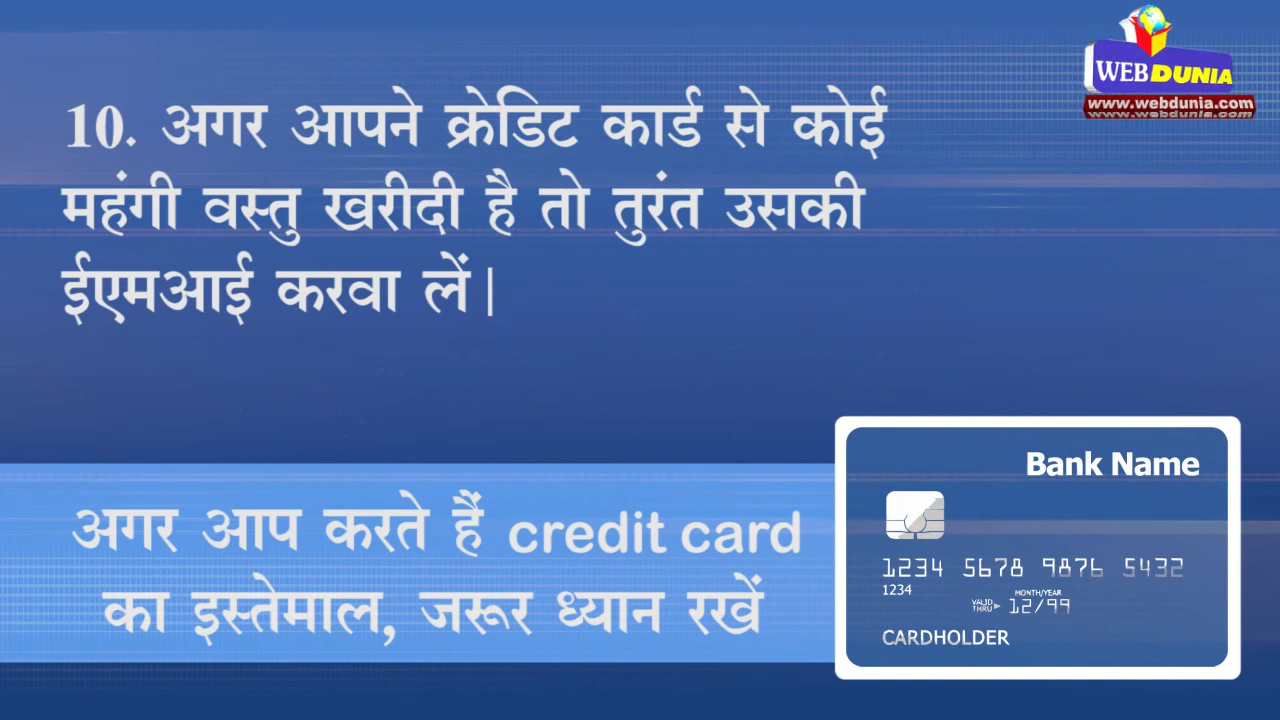 WEBDUNIA
www.webdunia.com
10. अगर आपने क्रेडिट कार्ड से कोई
महंगी वस्तु खरीदी है तो तुरंत उसकी
ईएमआई करवा लें|
अगर आप करते हैं credit card
का इस्तेमाल, जरूर ध्यान रखें
Bank Name
1234 5678 9876 5432
1234
MONTH/YEAR
VALID THRU 12/99
CARDHOLDER